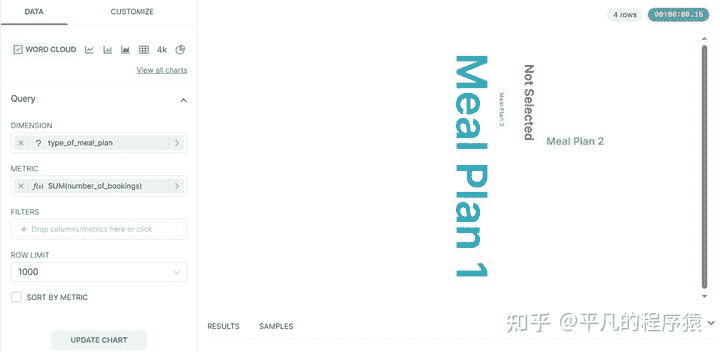 DATA CUSTOMIZE
4 rows 00:00:00.15
WORD CLOUD 4k
View all charts
Query
DIMENSION
? type_of_meal_plan
METRIC
f(x) SUM(number_of_bookings)
FILTERS
+ Drop columns/metrics here or click
ROW LIMIT
1000
SORT BY METRIC
UPDATE CHART
Meal Plan 1
Meal Plan 3
Not Selected
Meal Plan 2
RESULTS SAMPLES
知乎 @平凡的程序猿